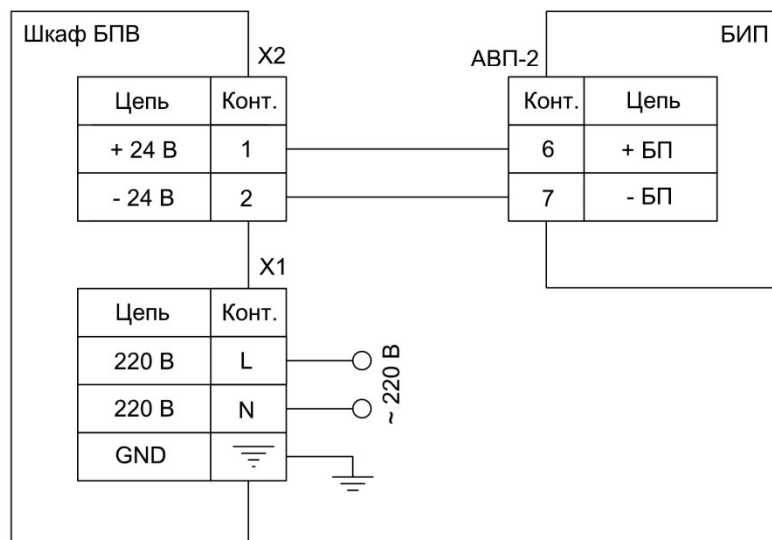 Шкаф БПВ
X2
Цепь Конт.
+ 24 В 1
- 24 В 2
АВП-2
БИП
Конт. Цепь
6 + БП
7 - БП
X1
Цепь Конт.
220 В L
220 В N
GND
~ 220 В